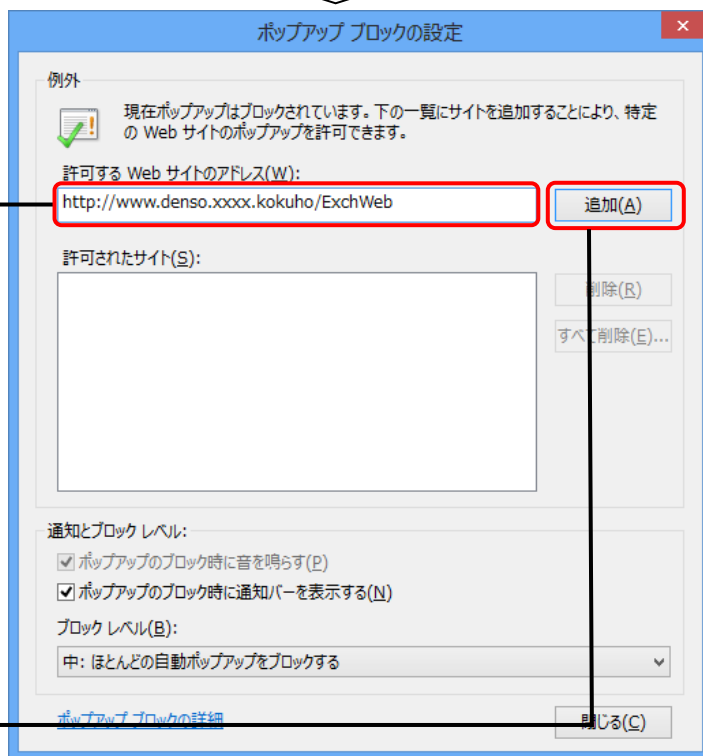 ポップアップ ブロックの設定
例外
現在ポップアップはブロックされています。下の一覧にサイトを追加することにより、特定
の Web サイトのポップアップを許可できます。
許可する Web サイトのアドレス(W):
http://www.denso.xxxx.kokuho/ExchWeb
追加(A)
許可されたサイト(S):
削除(R)
すべて削除(E)...
通知とブロック レベル:
ポップアップのブロック時に音を鳴らす(P)
ポップアップのブロック時に通知バーを表示する(N)
ブロック レベル(B):
中: ほとんどの自動ポップアップをブロックする
ポップアップ ブロックの詳細
閉じる(C)